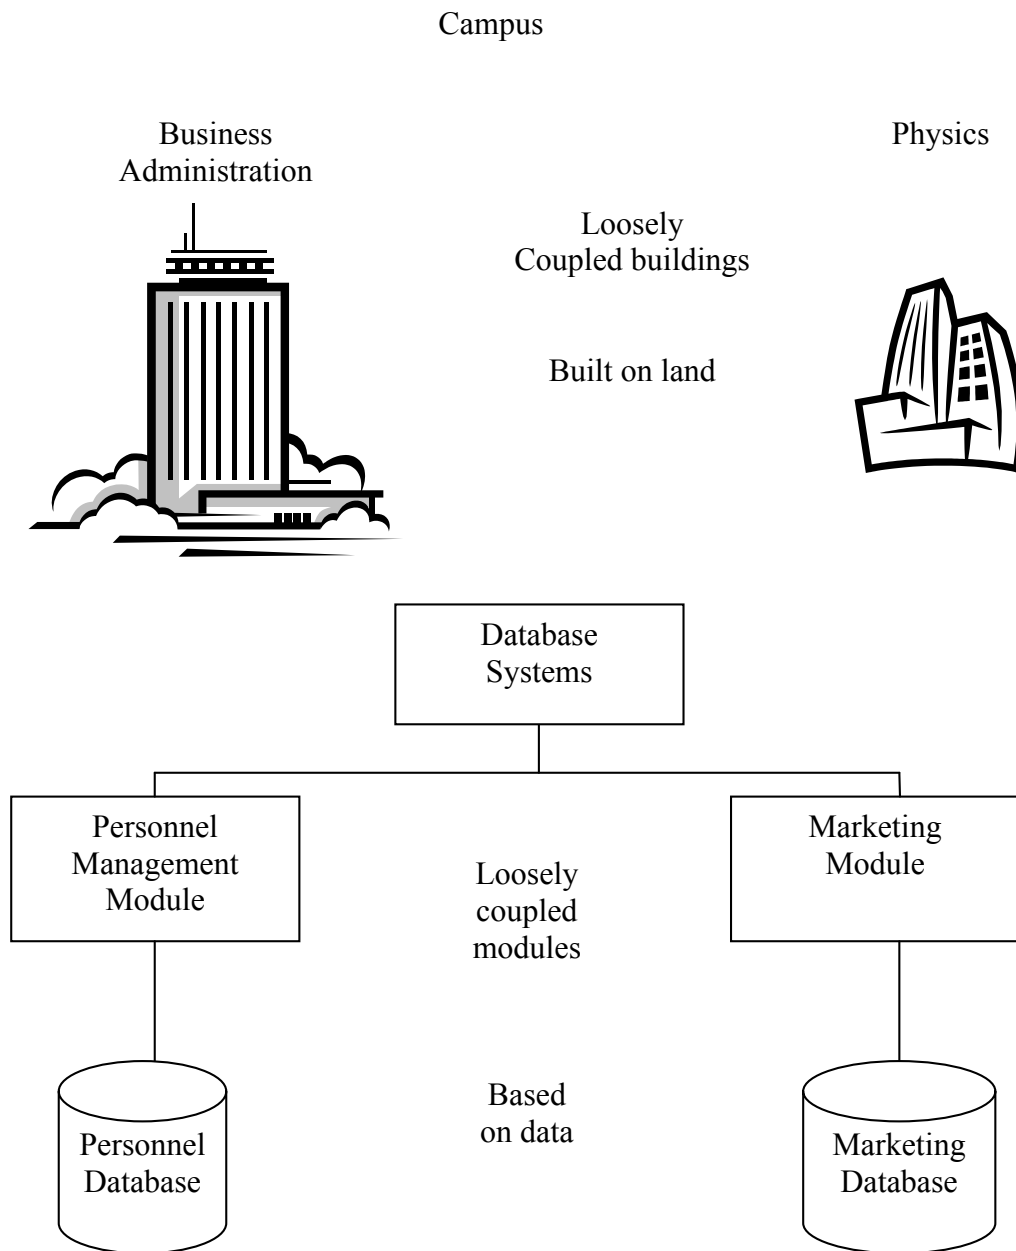 Campus
Business
Administration
Physics
Loosely
Coupled buildings
Built on land
Database
Systems
Personnel
Management
Module
Loosely
coupled
modules
Marketing
Module
Personnel
Database
Based
on data
Marketing
Database